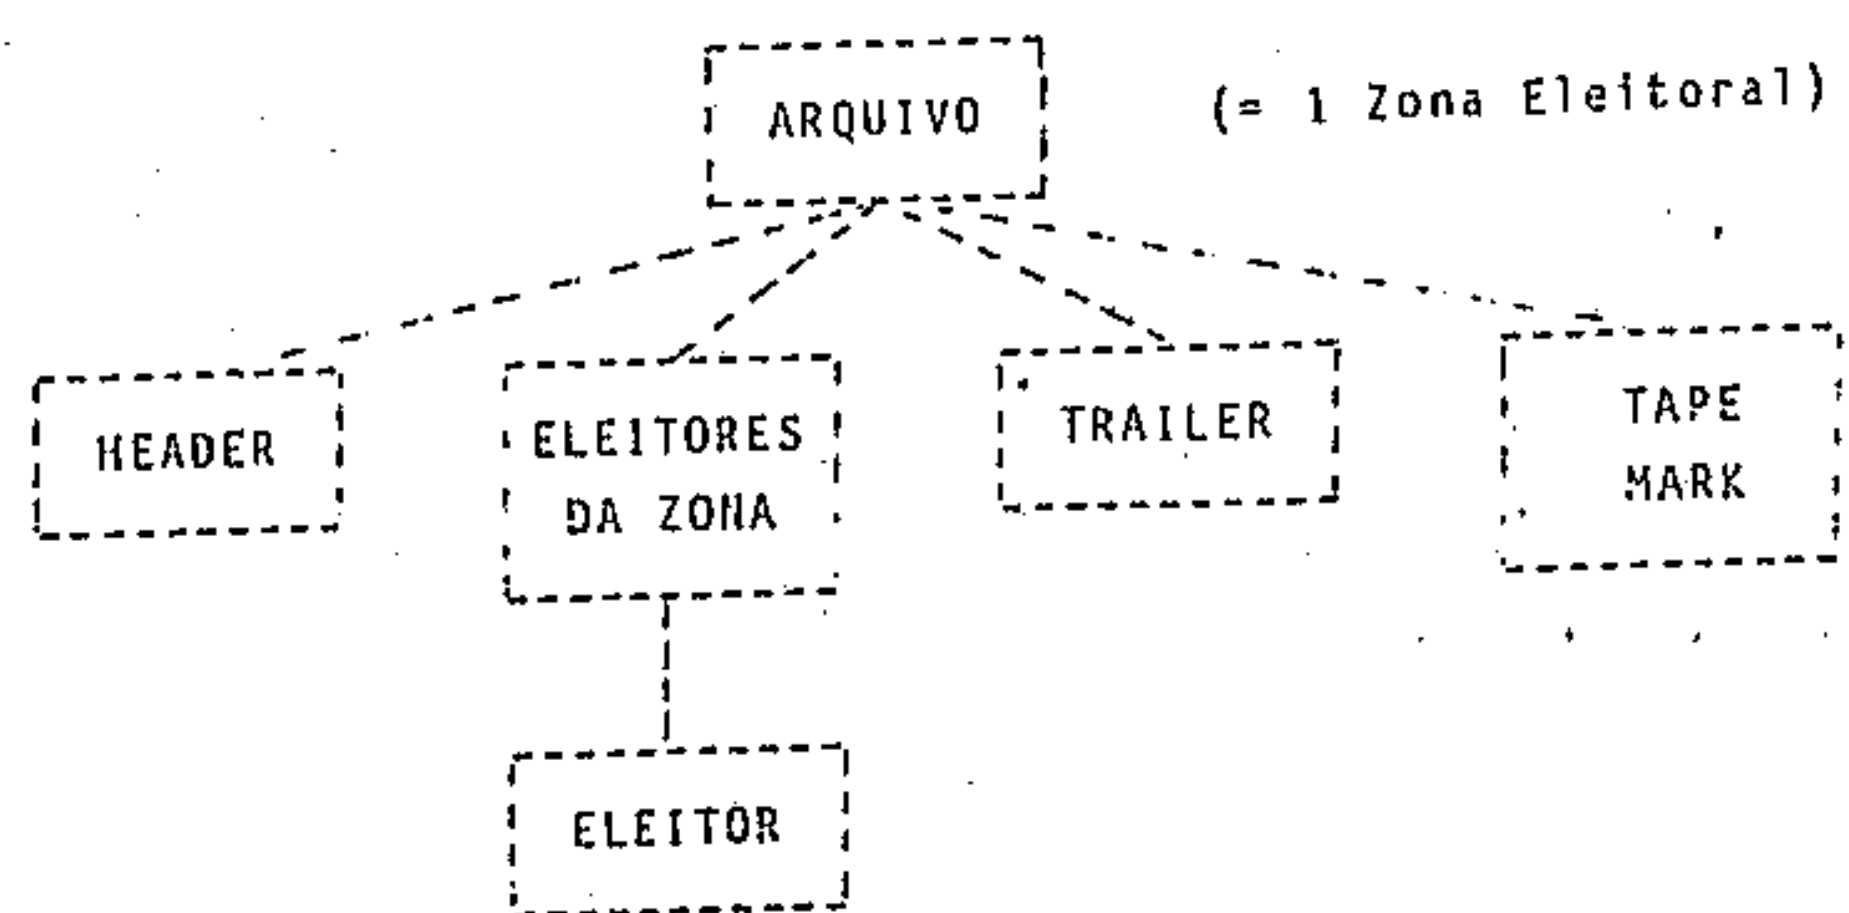 ARQUIVO (= 1 Zona Eleitoral)
HEADER
ELEITORES
DA ZONA
TRAILER
TAPE
MARK
ELEITOR